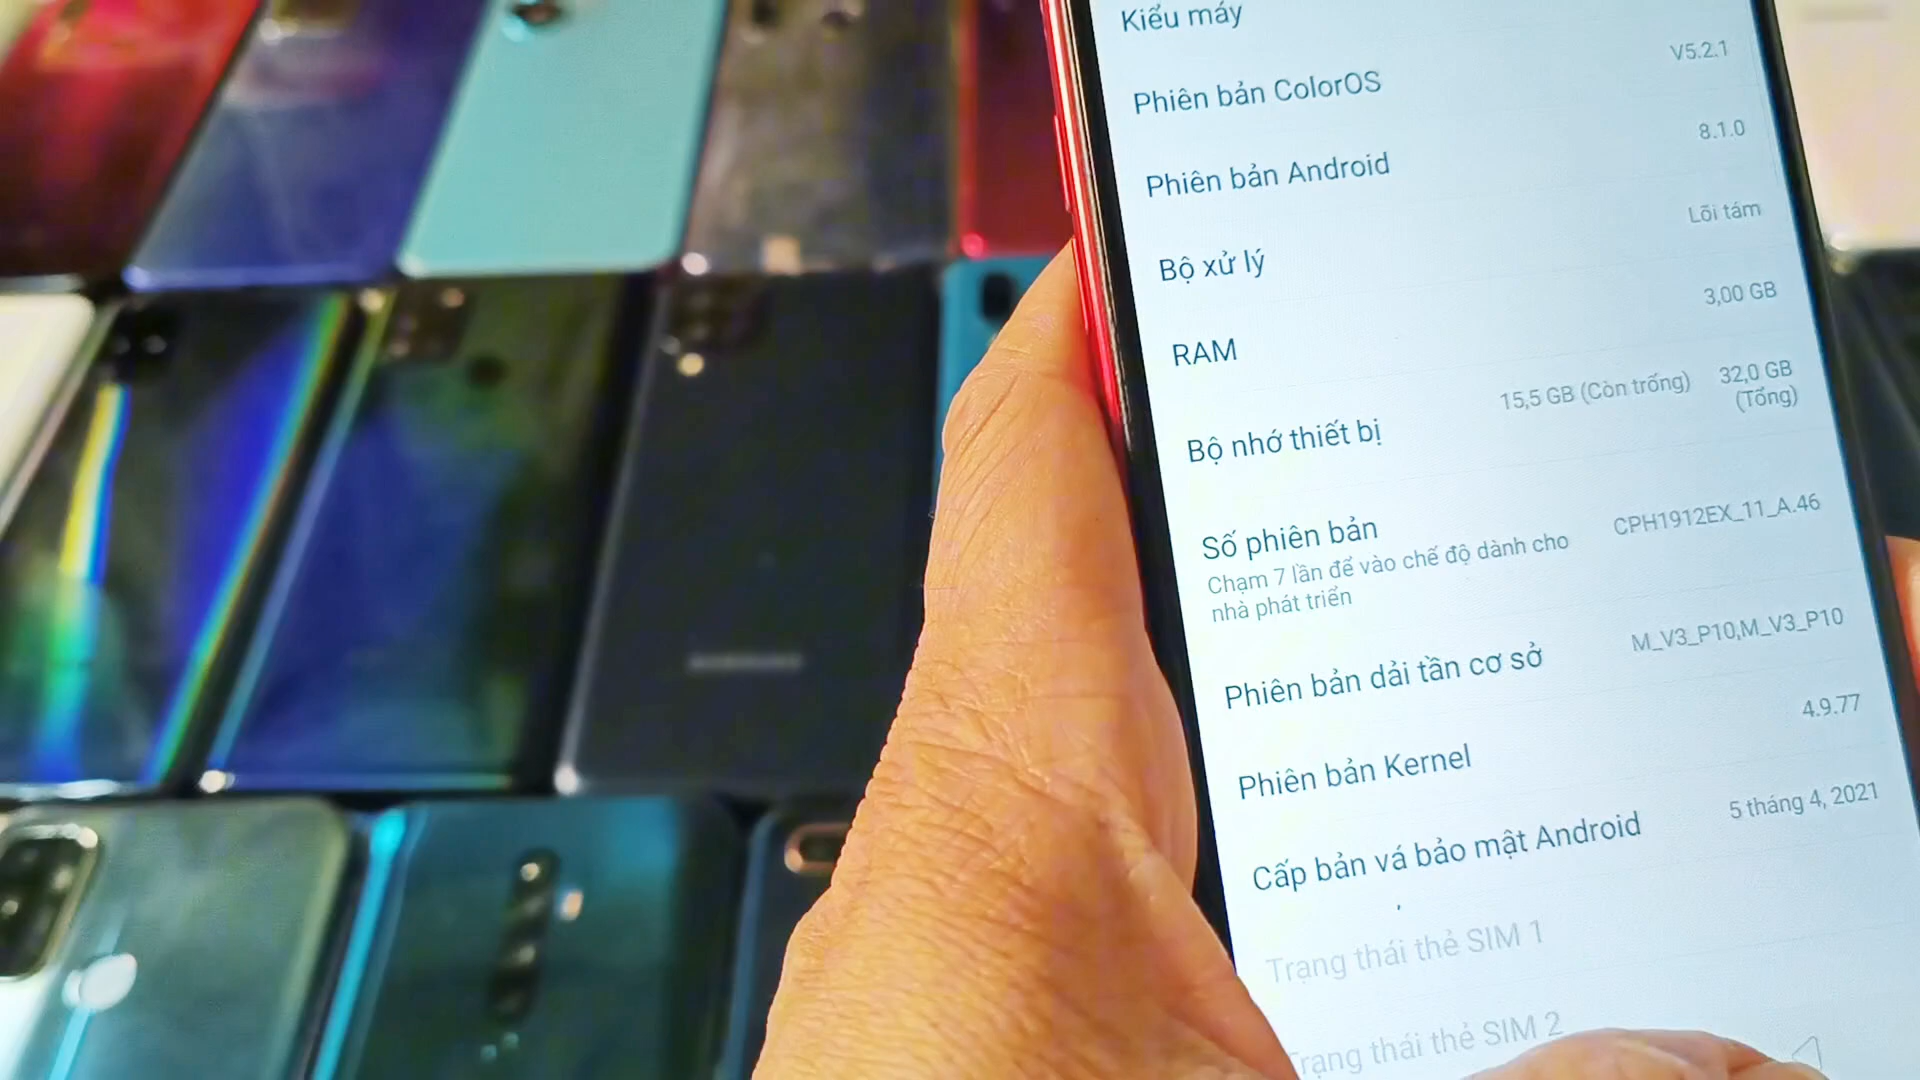 Kiểu máy
Phiên bản ColorOS
V5.2.1
Phiên bản Android
8.1.0
Bộ xử lý
Lõi tám
RAM
3,00 GB
Bộ nhớ thiết bị
15,5 GB (Còn trống)
32,0 GB
(Tổng)
Số phiên bản
Chạm 7 lần để vào chế độ dành cho
nhà phát triển
CPH1912EX_11_A.46
Phiên bản dải tần cơ sở
M_V3_P10,M_V3_P10
Phiên bản Kernel
4.9.77
Cấp bản vá bảo mật Android
5 tháng 4, 2021
Trạng thái thẻ SIM 1
Trạng thái thẻ SIM 2